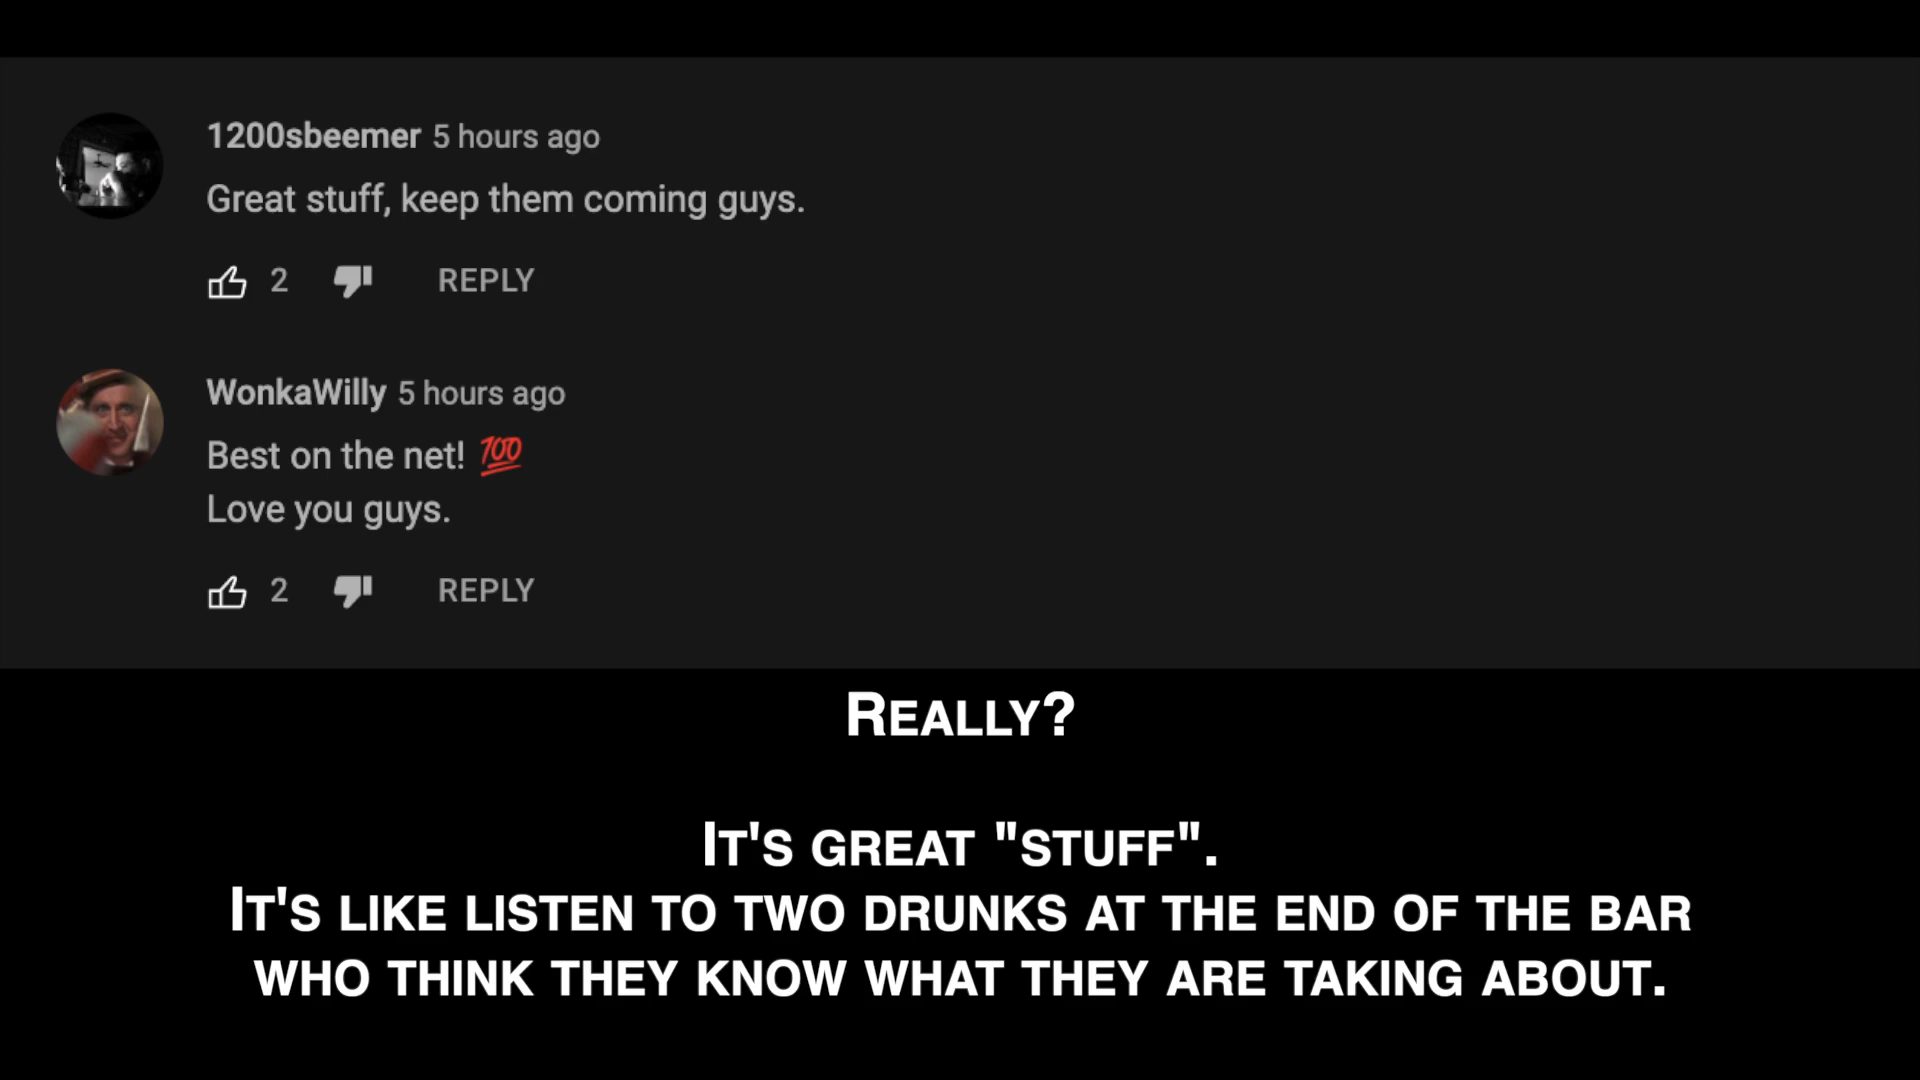 1200sbeemer 5 hours ago
Great stuff, keep them coming guys.
2 REPLY
WonkaWilly 5 hours ago
Best on the net! 💯
Love you guys.
2 REPLY
REALLY?
IT'S GREAT "STUFF".
IT'S LIKE LISTEN TO TWO DRUNKS AT THE END OF THE BAR
WHO THINK THEY KNOW WHAT THEY ARE TAKING ABOUT.